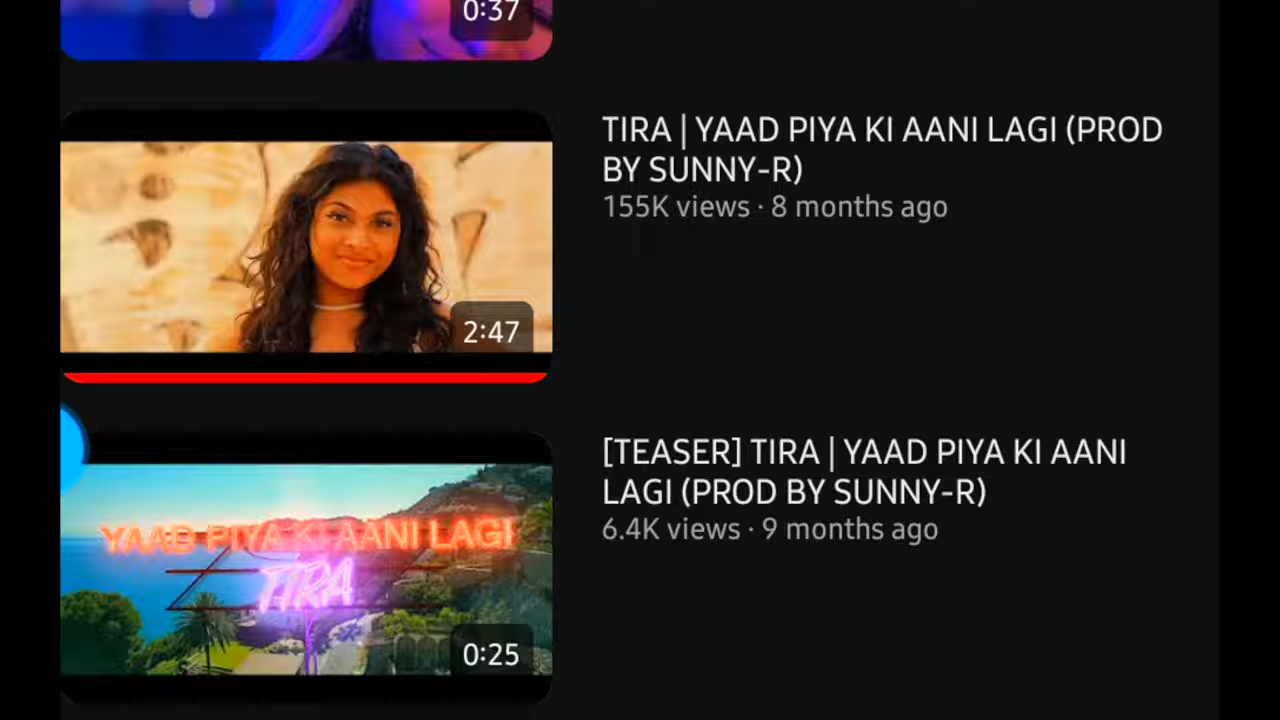 0:37
TIRA | YAAD PIYA KI AANI LAGI (PROD
BY SUNNY-R)
155K views · 8 months ago
2:47
[TEASER] TIRA | YAAD PIYA KI AANI
LAGI (PROD BY SUNNY-R)
6.4K views · 9 months ago
YAAD PIYA KI AANI LAGI
TIRA
0:25